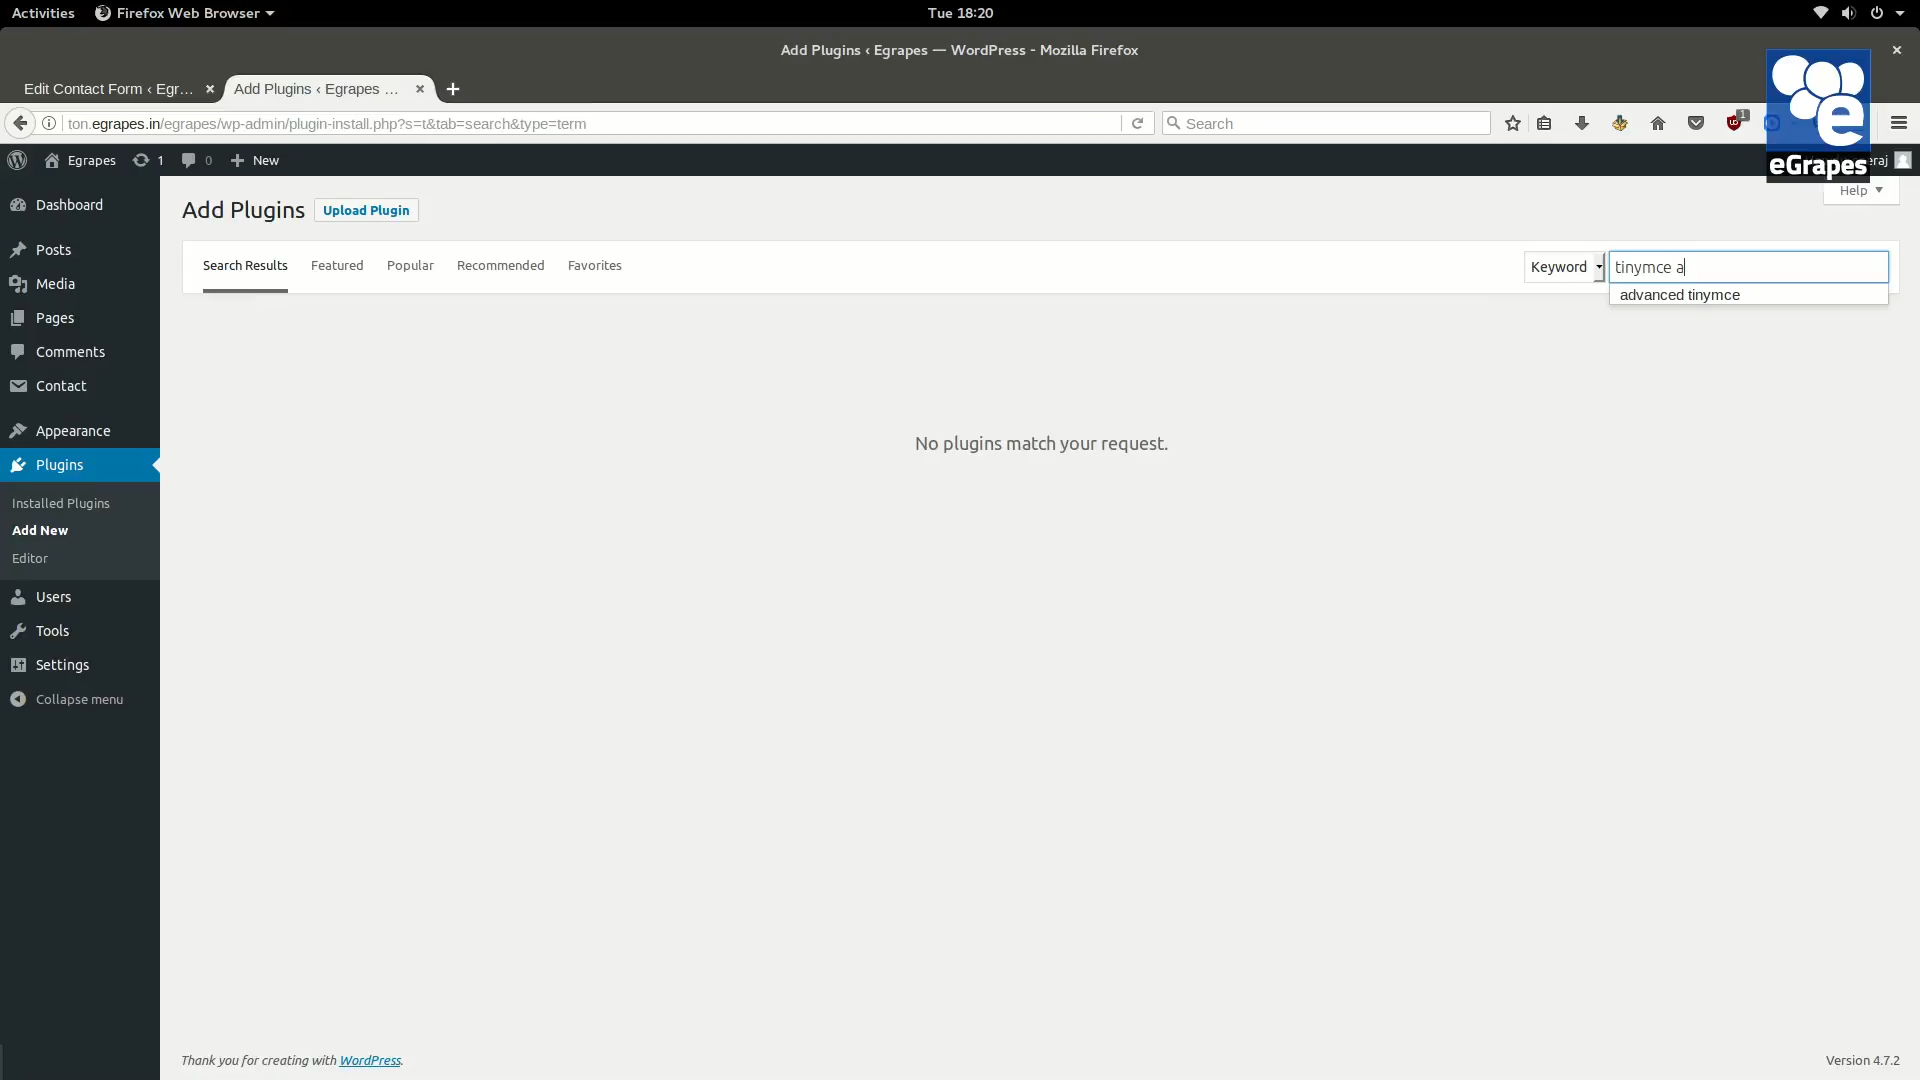 Activities Firefox Web Browser Tue 18:20
Add Plugins ‹ Egrapes — WordPress - Mozilla Firefox
Edit Contact Form ‹ Egr… Add Plugins ‹ Egrapes …
ton.egrapes.in/egrapes/wp-admin/plugin-install.php?s=t&tab=search&type=term Search 1
Egrapes 1 0 New
eGrapes
Help
Dashboard
Posts
Media
Pages
Comments
Contact
Appearance
Plugins
Installed Plugins
Add New
Editor
Users
Tools
Settings
Collapse menu
Add Plugins Upload Plugin
Search Results Featured Popular Recommended Favorites Keyword tinymce a
advanced tinymce
No plugins match your request.
Thank you for creating with WordPress. Version 4.7.2